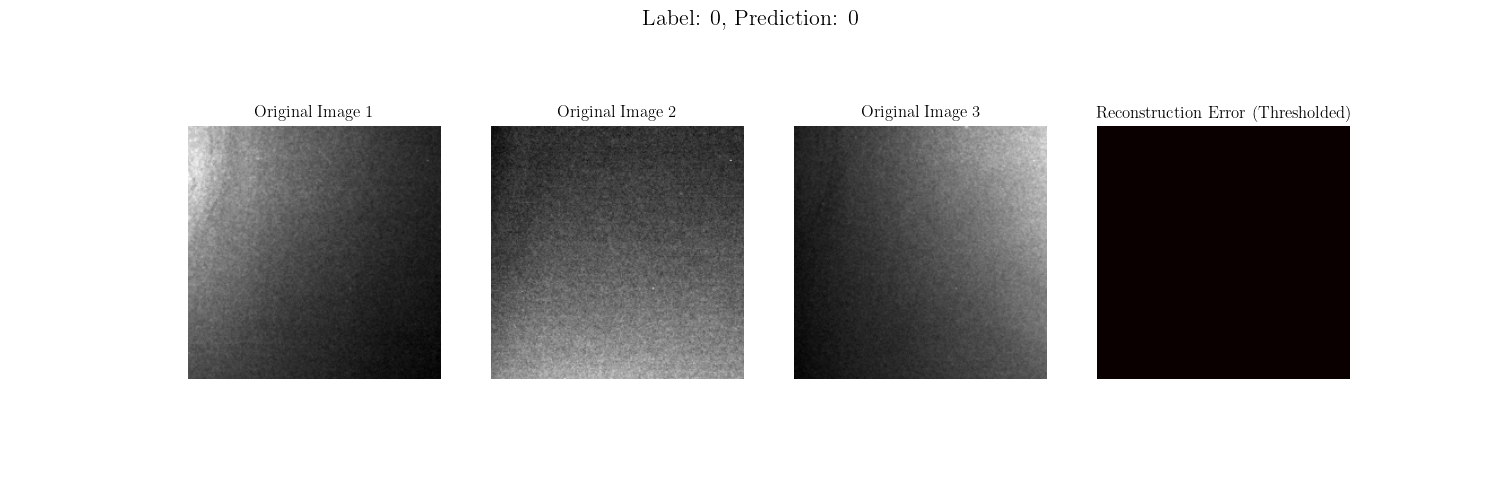 Label: 0, Prediction: 0
Original Image 1
Original Image 2
Original Image 3
Reconstruction Error (Thresholded)